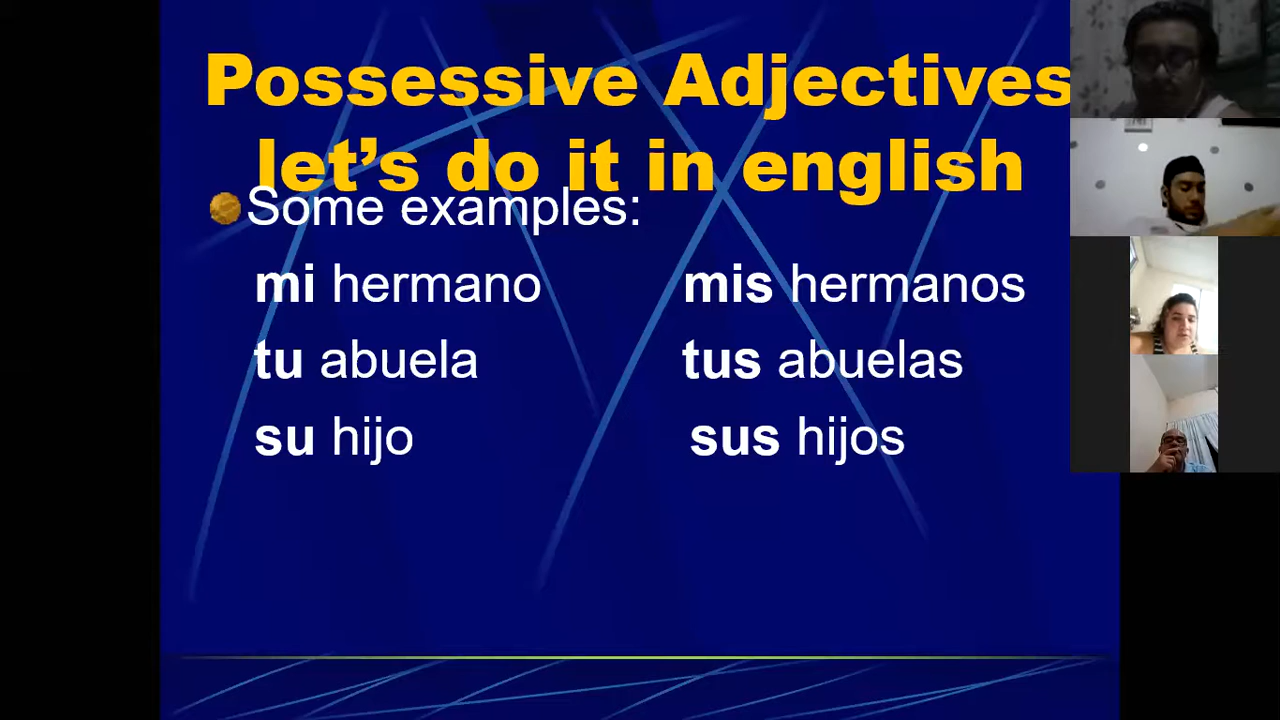 Possessive Adjectives
let's do it in english
Some examples:
mi hermano mis hermanos
tu abuela tus abuelas
su hijo sus hijos